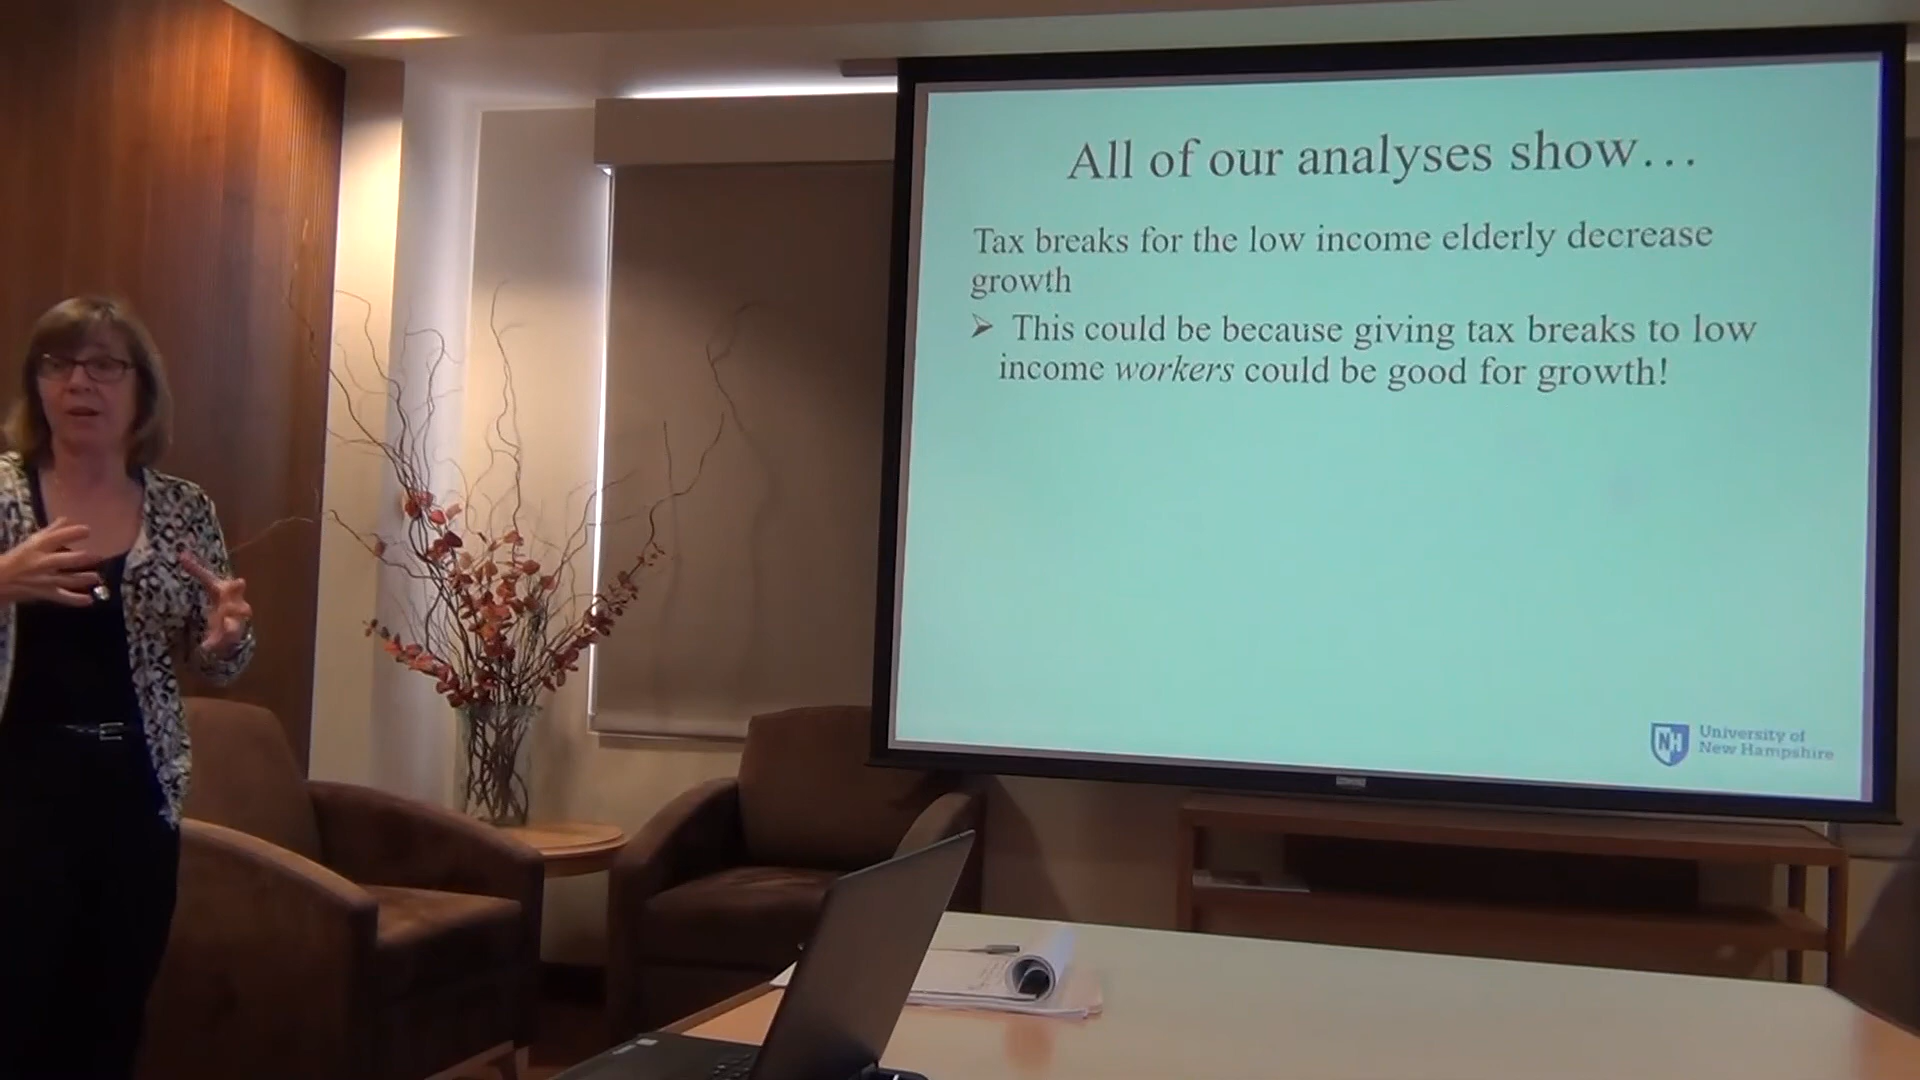 All of our analyses show…
Tax breaks for the low income elderly decrease
growth
➢ This could be because giving tax breaks to low
income workers could be good for growth!
NH
University of
New Hampshire